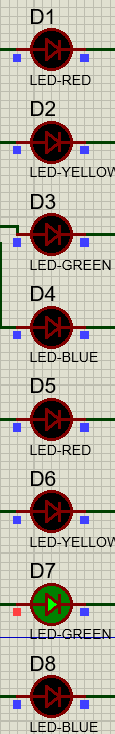 D1
LED-RED
D2
LED-YELLOW
D3
LED-GREEN
D4
LED-BLUE
D5
LED-RED
D6
LED-YELLOW
D7
LED-GREEN
D8
LED-BLUE